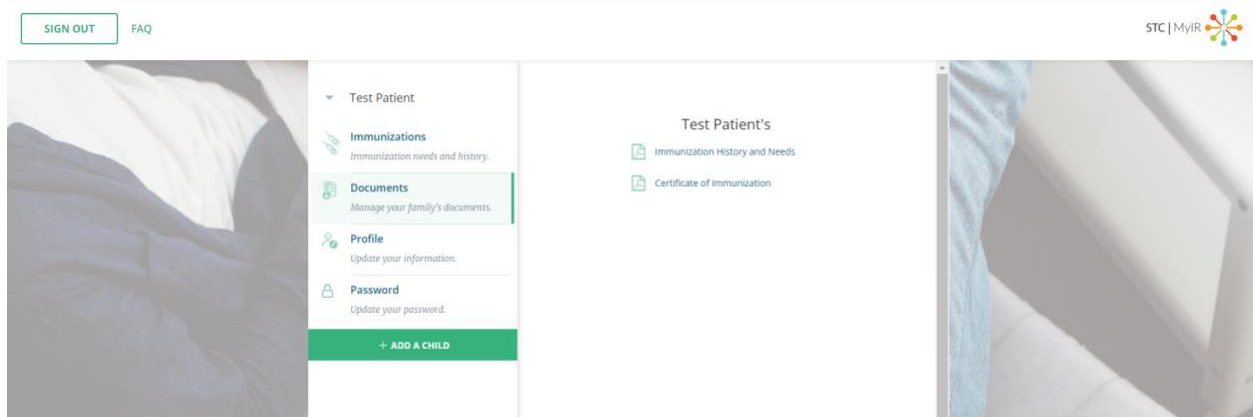 SIGN OUT
FAQ
STC | MyIR
Test Patient
Immunizations
Immunization needs and history.
Documents
Manage your family's documents.
Profile
Update your information.
Password
Update your password.
+ ADD A CHILD
Test Patient's
Immunization History and Needs
Certificate of Immunization